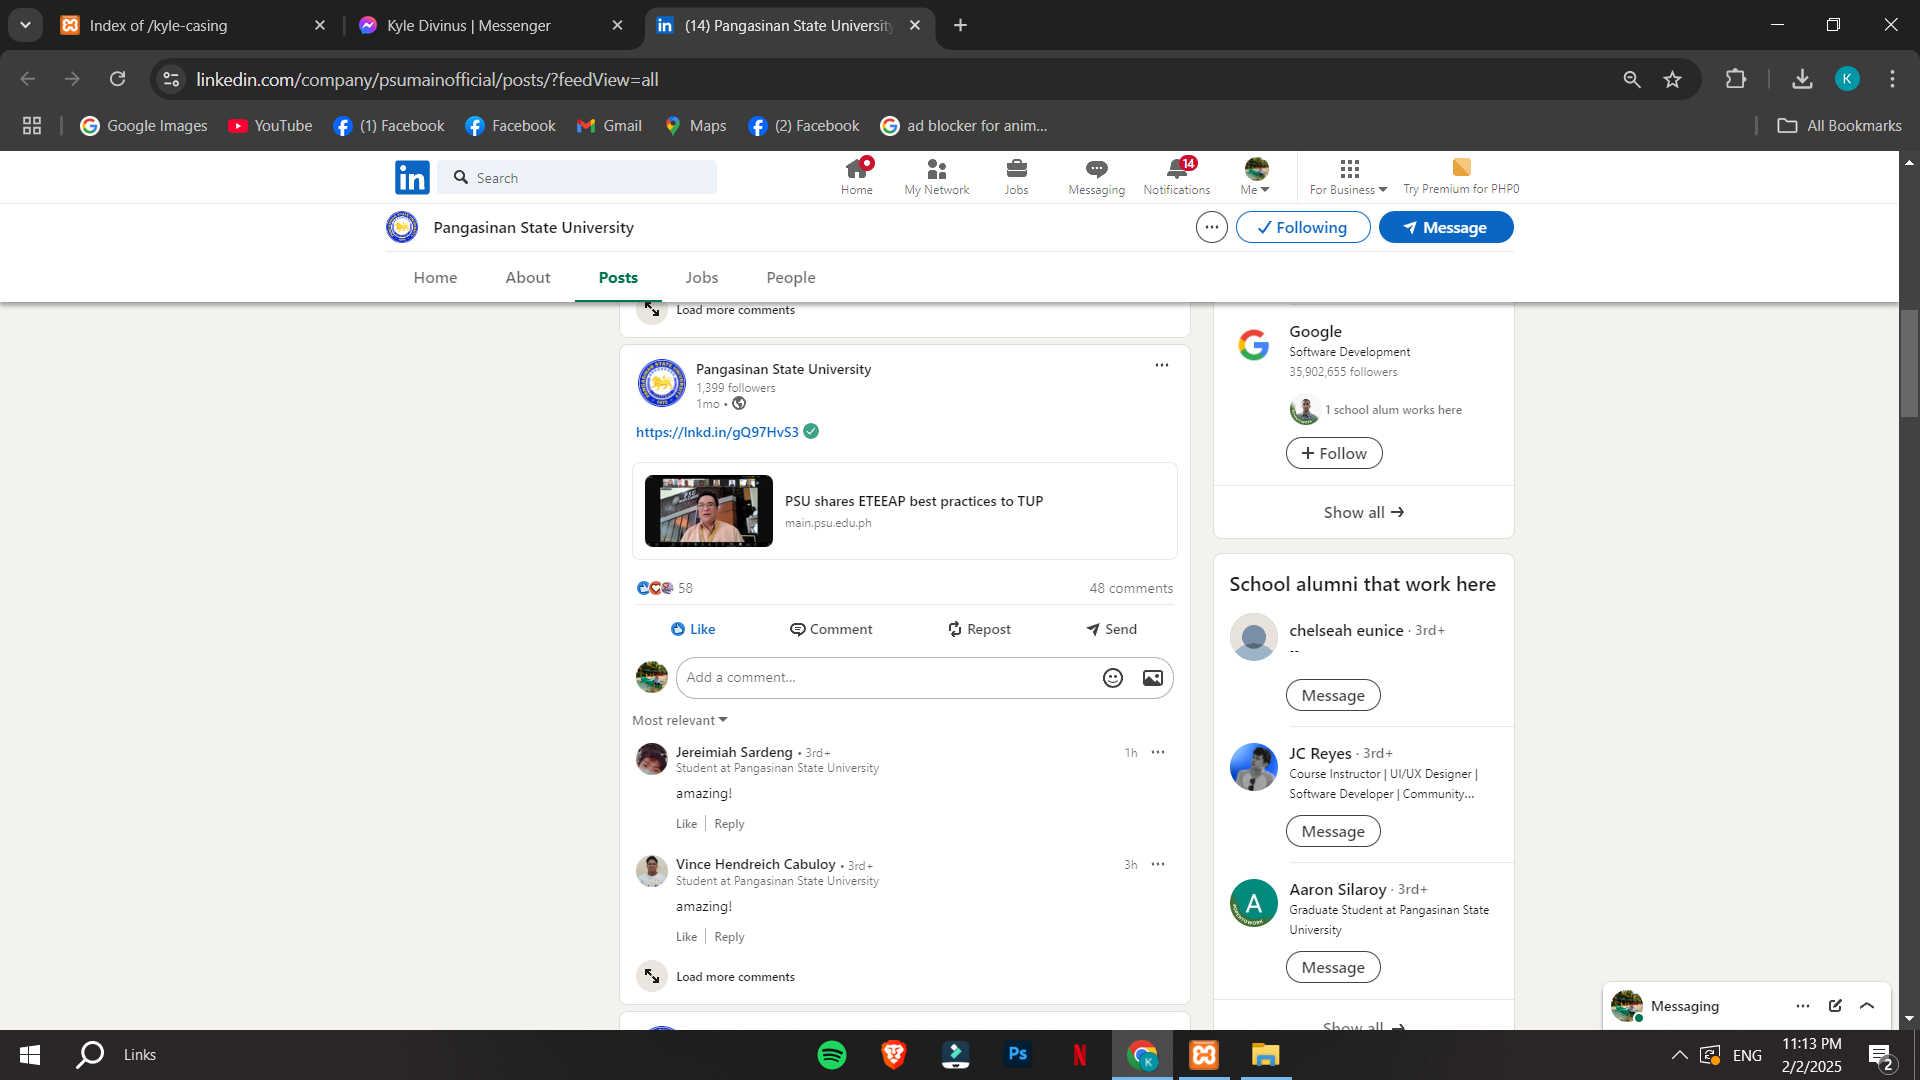 Index of /kyle-casing
Kyle Divinus | Messenger
(14) Pangasinan State University
linkedin.com/company/psumainofficial/posts/?feedView=all
K
Google Images
YouTube
(1) Facebook
Facebook
Gmail
Maps
(2) Facebook
ad blocker for anim...
All Bookmarks
in
Search
Home
My Network
Jobs
Messaging
14
Notifications
Me
For Business
Try Premium for PHP0
Pangasinan State University
Following
Message
Home
About
Posts
Jobs
People
Load more comments
Pangasinan State University
1,399 followers
1mo •
https://lnkd.in/gQ97HvS3
PSU shares ETEEAP best practices to TUP
main.psu.edu.ph
58
48 comments
Like
Comment
Repost
Send
Add a comment...
Most relevant
Jereimiah Sardeng • 3rd+
1h
Student at Pangasinan State University
amazing!
Like
Reply
Vince Hendreich Cabuloy • 3rd+
3h
Student at Pangasinan State University
amazing!
Like
Reply
Load more comments
Google
Software Development
35,902,655 followers
1 school alum works here
+ Follow
Show all →
School alumni that work here
chelseah eunice · 3rd+
--
Message
JC Reyes · 3rd+
Course Instructor | UI/UX Designer |
Software Developer | Community...
Message
A
Aaron Silaroy · 3rd+
Graduate Student at Pangasinan State
University
Message
Show all →
Messaging
Links
Ps
N
K
ENG
11:13 PM
2/2/2025
2